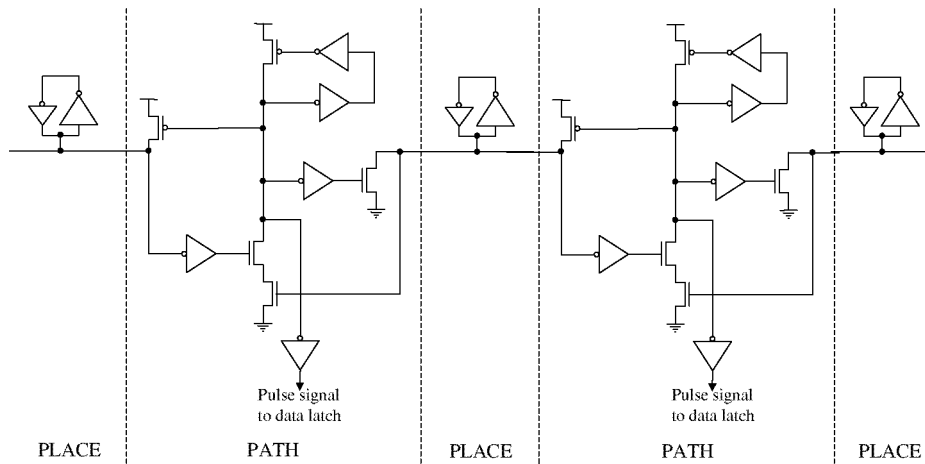 Pulse signal
to data latch
Pulse signal
to data latch
PLACE
PATH
PLACE
PATH
PLACE